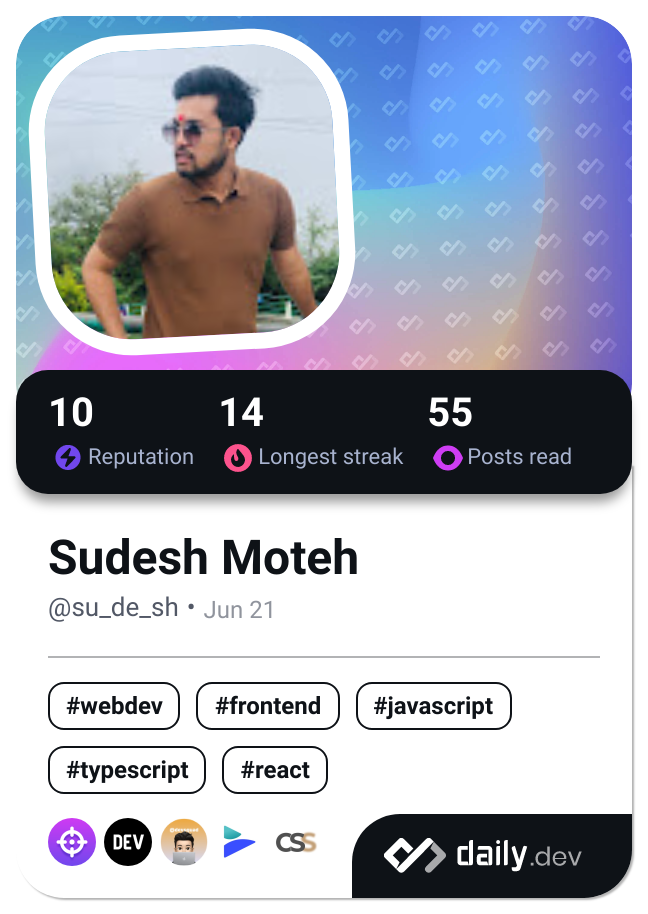 10 14 55
Reputation Longest streak Posts read
Sudesh Moteh
@su_de_sh • Jun 21
#webdev #frontend #javascript
#typescript #react
DEV CSS daily.dev